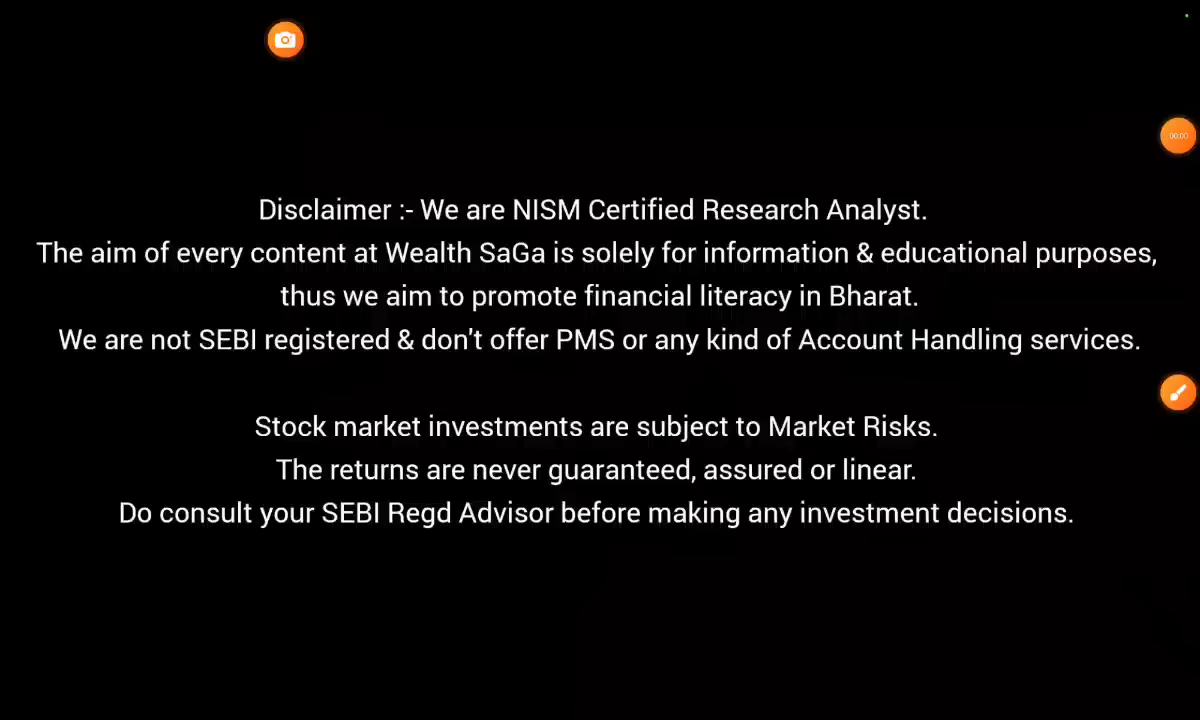 00:00
Disclaimer :- We are NISM Certified Research Analyst.
The aim of every content at Wealth SaGa is solely for information & educational purposes,
thus we aim to promote financial literacy in Bharat.
We are not SEBI registered & don't offer PMS or any kind of Account Handling services.
Stock market investments are subject to Market Risks.
The returns are never guaranteed, assured or linear.
Do consult your SEBI Regd Advisor before making any investment decisions.